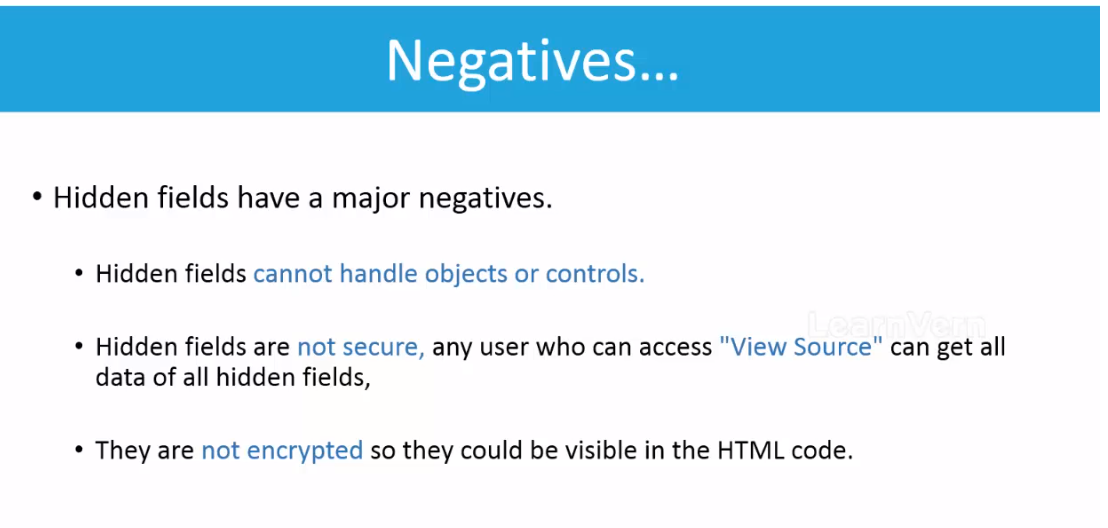 Negatives...
• Hidden fields have a major negatives.
• Hidden fields cannot handle objects or controls.
LearnVern
• Hidden fields are not secure, any user who can access "View Source" can get all
data of all hidden fields,
• They are not encrypted so they could be visible in the HTML code.